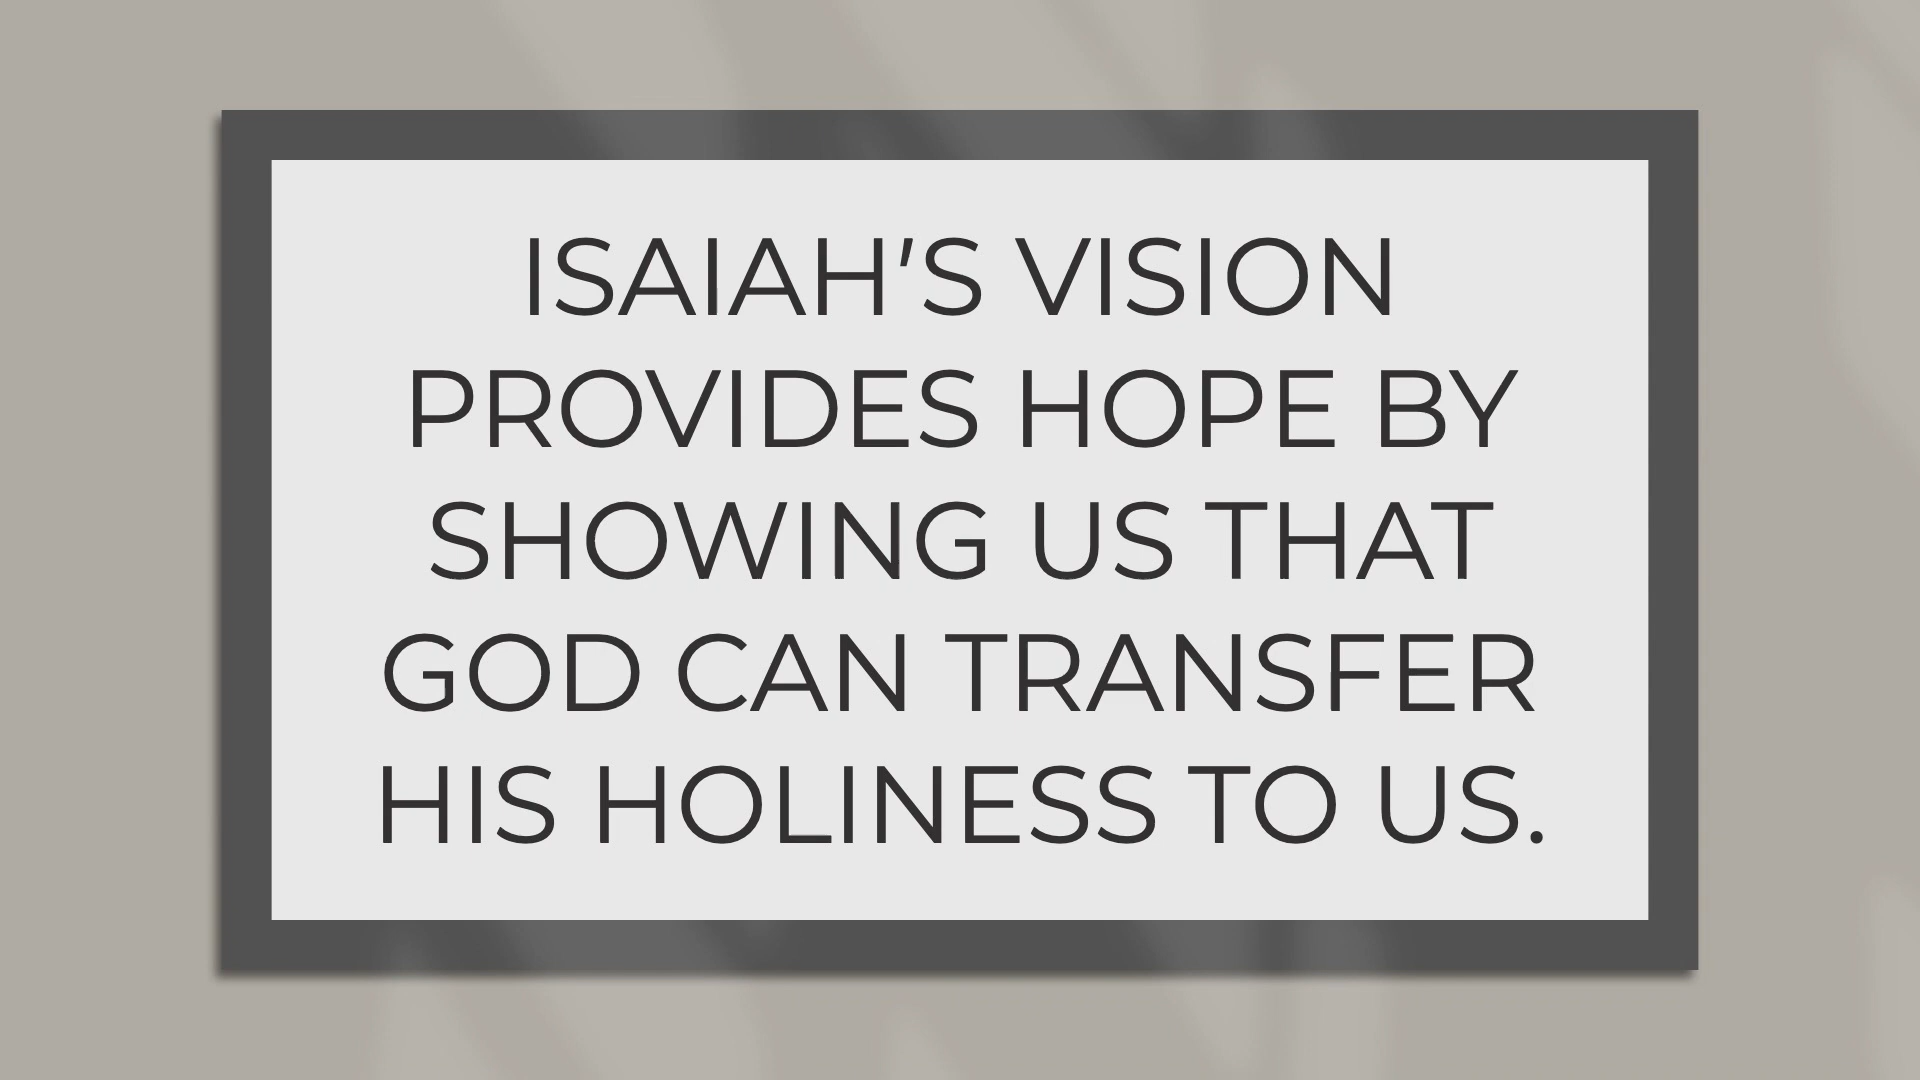 ISAIAH'S VISION
PROVIDES HOPE BY
SHOWING US THAT
GOD CAN TRANSFER
HIS HOLINESS TO US.